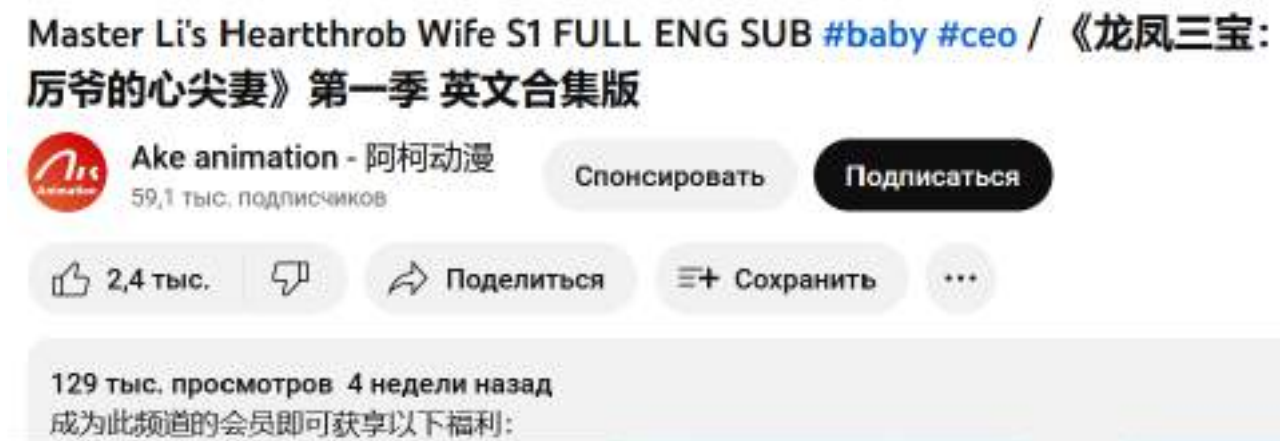 Master Li's Heartthrob Wife S1 FULL ENG SUB #baby #ceo / 《龙凤三宝：
厉爷的心尖妻》第一季 英文合集版
Ake animation - 阿柯动漫
59,1 тыс. подписчиков
Спонсировать
Подписаться
2,4 тыс.
Поделиться
Сохранить
129 тыс. просмотров 4 недели назад
成为此频道的会员即可获享以下福利：